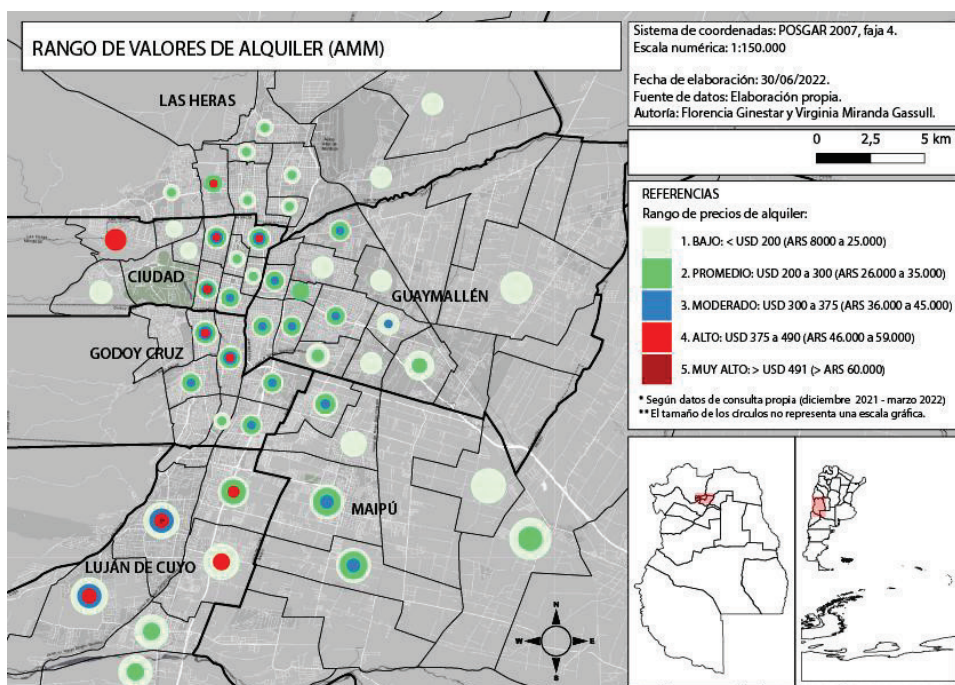 RANGO DE VALORES DE ALQUILER (AMM)
Sistema de coordenadas: POSGAR 2007, faja 4.
Escala numérica: 1:150.000
Fecha de elaboración: 30/06/2022.
Fuente de datos: Elaboración propia.
Autoría: Florencia Ginestar y Virginia Miranda Gassull.
0 2,5 5 km
REFERENCIAS
Rango de precios de alquiler:
1. BAJO: < USD 200 (ARS 8000 a 25.000)
2. PROMEDIO: USD 200 a 300 (ARS 26.000 a 35.000)
3. MODERADO: USD 300 a 375 (ARS 36.000 a 45.000)
4. ALTO: USD 375 a 490 (ARS 46.000 a 59.000)
5. MUY ALTO: > USD 491 (> ARS 60.000)
* Según datos de consulta propia (diciembre 2021 - marzo 2022)
** El tamaño de los círculos no representa una escala gráfica.
LAS HERAS
CIUDAD
GUAYMALLÉN
GODOY CRUZ
MAIPÚ
LUJÁN DE CUYO
N
W E
S